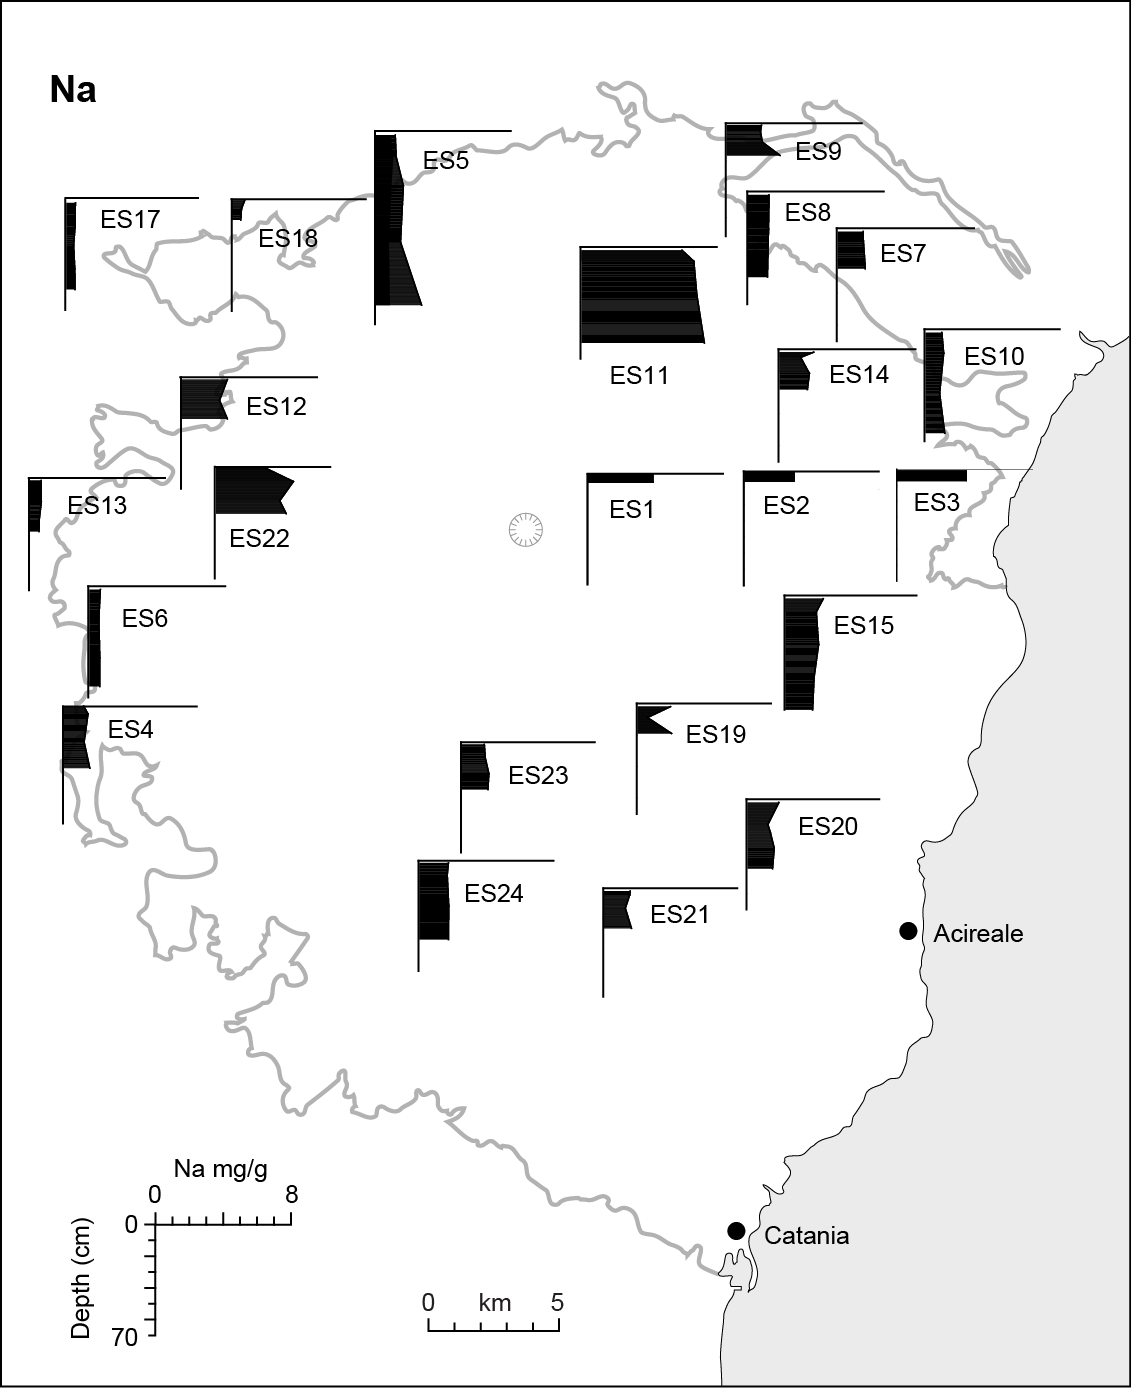 Na
ES5
ES9
ES17
ES8
ES18
ES7
ES10
ES11
ES14
ES12
ES13
ES1
ES2
ES3
ES22
ES6
ES15
ES4
ES19
ES23
ES20
ES24
ES21
Acireale
Na mg/g
0 8
0
Depth (cm)
70
Catania
0 km 5